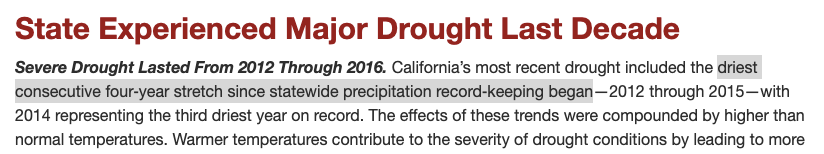 State Experienced Major Drought Last Decade
Severe Drought Lasted From 2012 Through 2016. California’s most recent drought included the driest
consecutive four-year stretch since statewide precipitation record-keeping began—2012 through 2015—with
2014 representing the third driest year on record. The effects of these trends were compounded by higher than
normal temperatures. Warmer temperatures contribute to the severity of drought conditions by leading to more